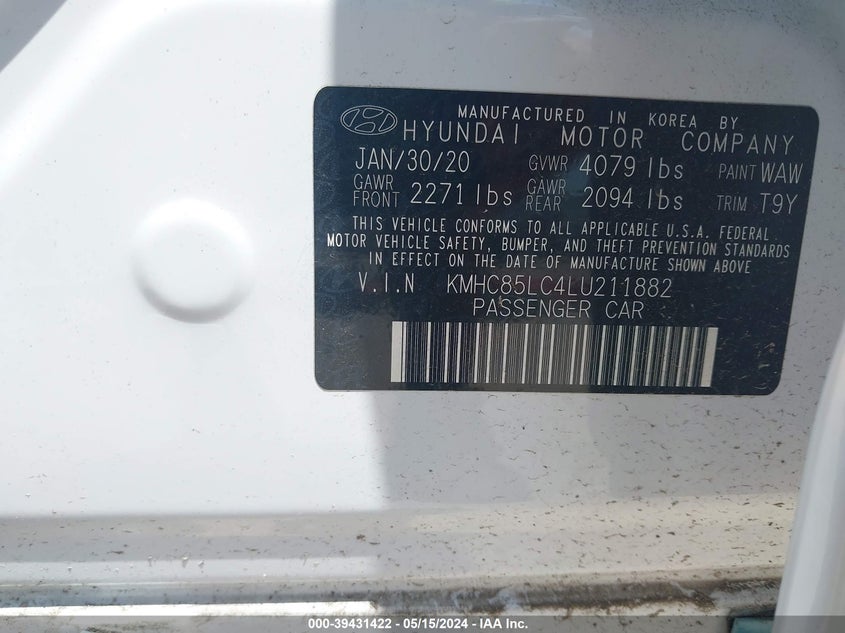 MANUFACTURED IN KOREA BY
HYUNDAI MOTOR COMPANY
JAN/30/20 GVWR 4079 lbs PAINT WAW
GAWR FRONT 2271 lbs GAWR REAR 2094 lbs TRIM T9Y
THIS VEHICLE CONFORMS TO ALL APPLICABLE U.S.A. FEDERAL
MOTOR VEHICLE SAFETY, BUMPER, AND THEFT PREVENTION STANDARDS
IN EFFECT ON THE DATE OF MANUFACTURE SHOWN ABOVE
V.I.N KMHC85LC4LU211882
PASSENGER CAR
000-39431422 - 05/15/2024 - IAA Inc.